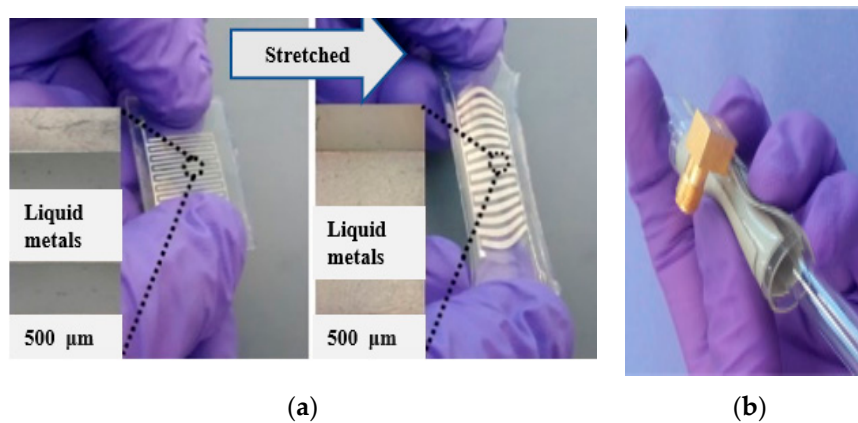 Stretched
Liquid
metals
500 μm
Liquid
metals
500 μm
(a)
(b)